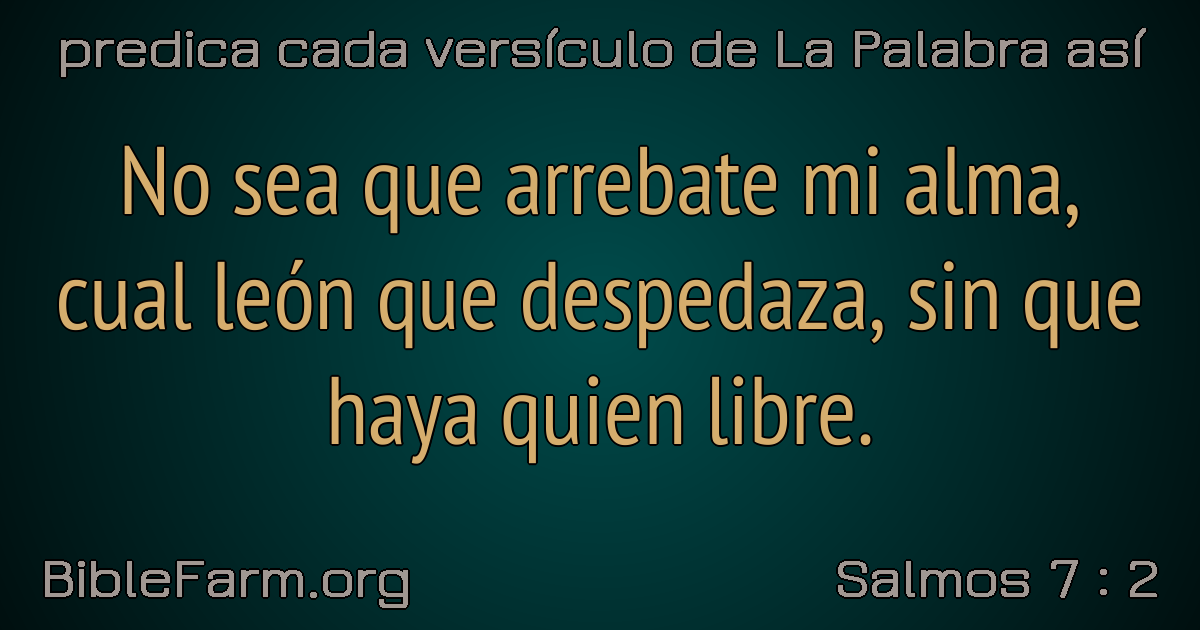 predica cada versículo de La Palabra así
No sea que arrebate mi alma,
cual león que despedaza, sin que
haya quien libre.
BibleFarm.org
Salmos 7 : 2